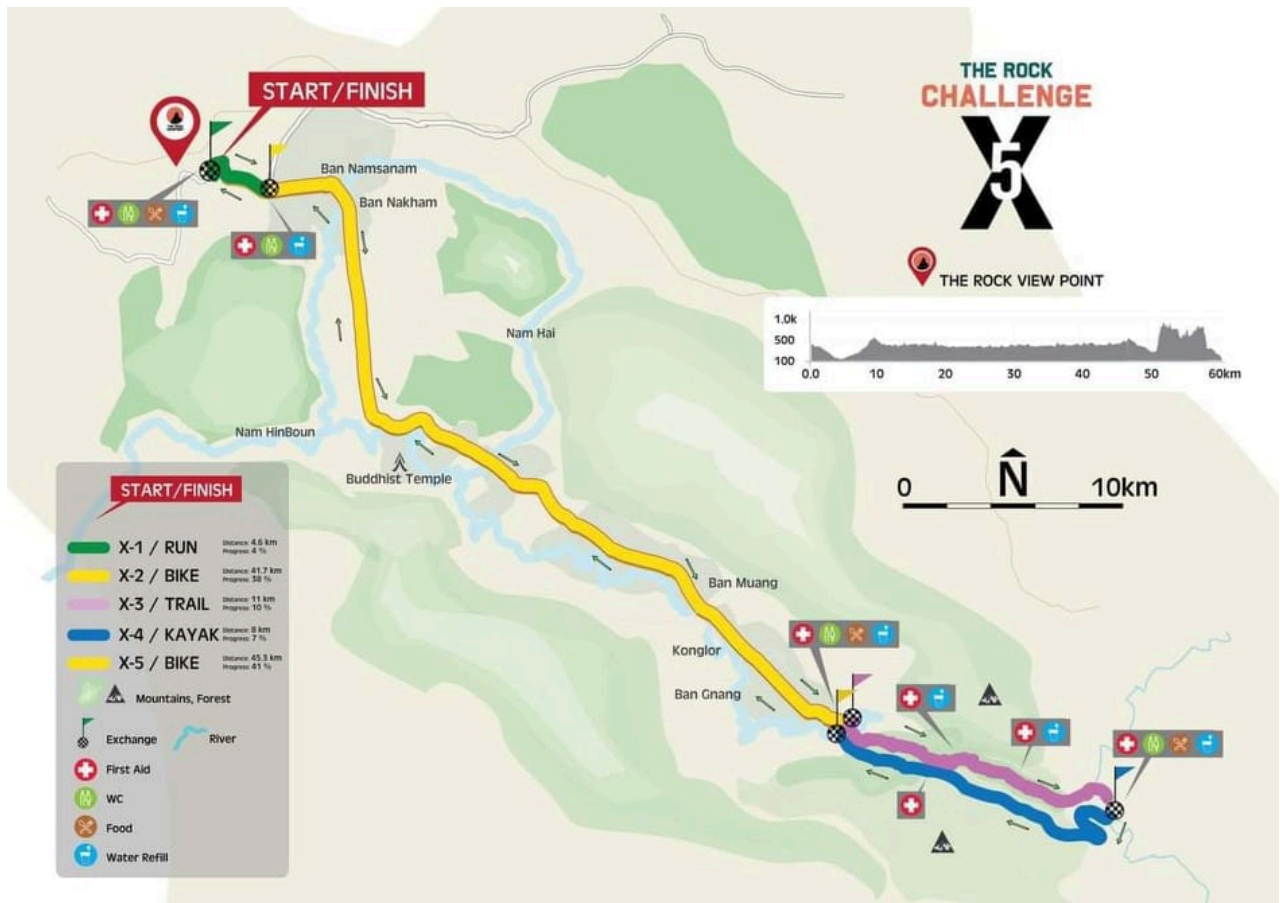 START/FINISH
THE ROCK
CHALLENGE
X
5
Ban Namsanam
Ban Nakham
THE ROCK VIEW POINT
1.0k
500
100
0.0 10 20 30 40 50 60km
Nam Hai
Nam HinBoun
Buddhist Temple
0 N 10km
START/FINISH
X-1 / RUN
Distance: 4.6 km
Progress: 4 %
X-2 / BIKE
Distance: 41.7 km
Progress: 38 %
X-3 / TRAIL
Distance: 11 km
Progress: 10 %
X-4 / KAYAK
Distance: 8 km
Progress: 7 %
X-5 / BIKE
Distance: 45.3 km
Progress: 41 %
Mountains, Forest
Exchange
River
First Aid
WC
Food
Water Refill
Ban Muang
Konglor
Ban Gnang